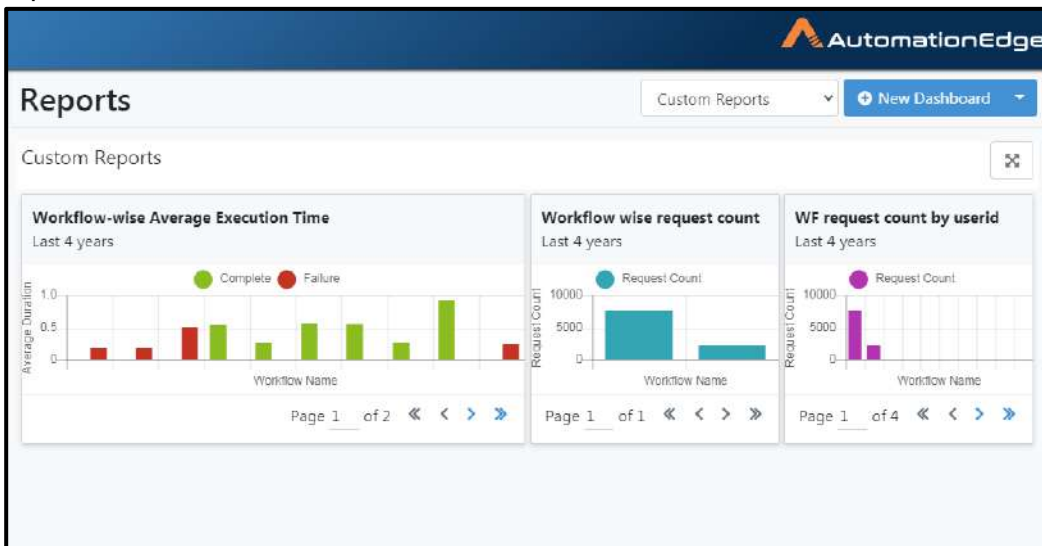 AutomationEdge
Reports
Custom Reports
New Dashboard
Custom Reports
Workflow-wise Average Execution Time
Last 4 years
Complete Failure
Average Duration
1.0
0.5
0
Workflow Name
Page 1 of 2
Workflow wise request count
Last 4 years
Request Count
Request Count
10000
5000
0
Workflow Name
Page 1 of 1
WF request count by userid
Last 4 years
Request Count
Request Count
10000
5000
0
Workflow Name
Page 1 of 4